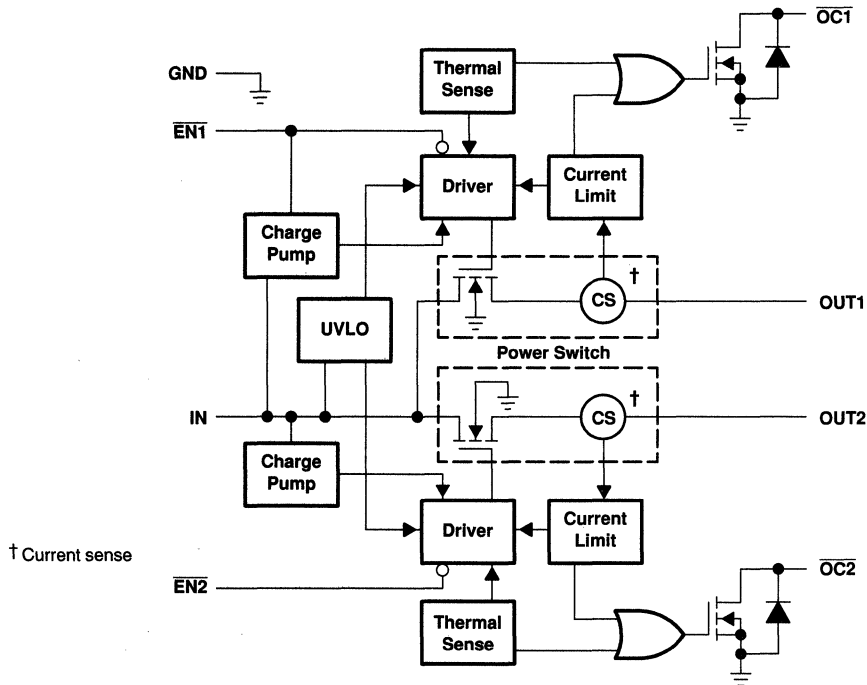 OC1
GND
Thermal
Sense
EN1
Driver
Current
Limit
Charge
Pump
†
CS
OUT1
UVLO
Power Switch
†
IN
CS
OUT2
Charge
Pump
Driver
Current
Limit
† Current sense
EN2
OC2
Thermal
Sense